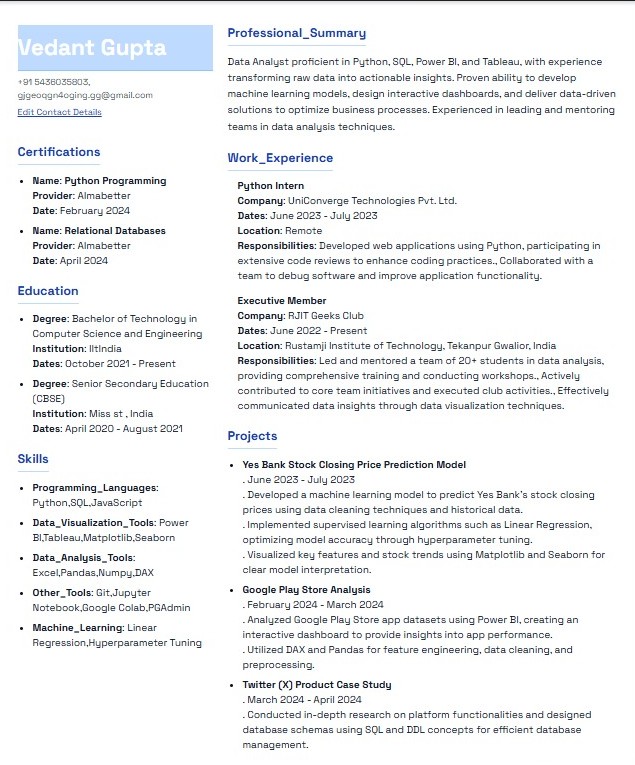 Vedant Gupta
+91 5436035803,
gjgeoqgn4oging.gg@gmail.com
Edit Contact Details
Certifications
• Name: Python Programming
Provider: Almabetter
Date: February 2024
• Name: Relational Databases
Provider: Almabetter
Date: April 2024
Education
• Degree: Bachelor of Technology in
Computer Science and Engineering
Institution: IItIndia
Dates: October 2021 - Present
• Degree: Senior Secondary Education
(CBSE)
Institution: Miss st , India
Dates: April 2020 - August 2021
Skills
• Programming_Languages:
Python,SQL,JavaScript
• Data_Visualization_Tools: Power
BI,Tableau,Matplotlib,Seaborn
• Data_Analysis_Tools:
Excel,Pandas,Numpy,DAX
• Other_Tools: Git,Jupyter
Notebook,Google Colab,PGAdmin
• Machine_Learning: Linear
Regression,Hyperparameter Tuning
Professional_Summary
Data Analyst proficient in Python, SQL, Power BI, and Tableau, with experience
transforming raw data into actionable insights. Proven ability to develop
machine learning models, design interactive dashboards, and deliver data-driven
solutions to optimize business processes. Experienced in leading and mentoring
teams in data analysis techniques.
Work_Experience
Python Intern
Company: UniConverge Technologies Pvt. Ltd.
Dates: June 2023 - July 2023
Location: Remote
Responsibilities: Developed web applications using Python, participating in
extensive code reviews to enhance coding practices., Collaborated with a
team to debug software and improve application functionality.
Executive Member
Company: RJIT Geeks Club
Dates: June 2022 - Present
Location: Rustamji Institute of Technology, Tekanpur Gwalior, India
Responsibilities: Led and mentored a team of 20+ students in data analysis,
providing comprehensive training and conducting workshops., Actively
contributed to core team initiatives and executed club activities., Effectively
communicated data insights through data visualization techniques.
Projects
• Yes Bank Stock Closing Price Prediction Model
. June 2023 - July 2023
. Developed a machine learning model to predict Yes Bank's stock closing
prices using data cleaning techniques and historical data.
. Implemented supervised learning algorithms such as Linear Regression,
optimizing model accuracy through hyperparameter tuning.
. Visualized key features and stock trends using Matplotlib and Seaborn for
clear model interpretation.
• Google Play Store Analysis
. February 2024 - March 2024
. Analyzed Google Play Store app datasets using Power BI, creating an
interactive dashboard to provide insights into app performance.
. Utilized DAX and Pandas for feature engineering, data cleaning, and
preprocessing.
• Twitter (X) Product Case Study
. March 2024 - April 2024
. Conducted in-depth research on platform functionalities and designed
database schemas using SQL and DDL concepts for efficient database
management.